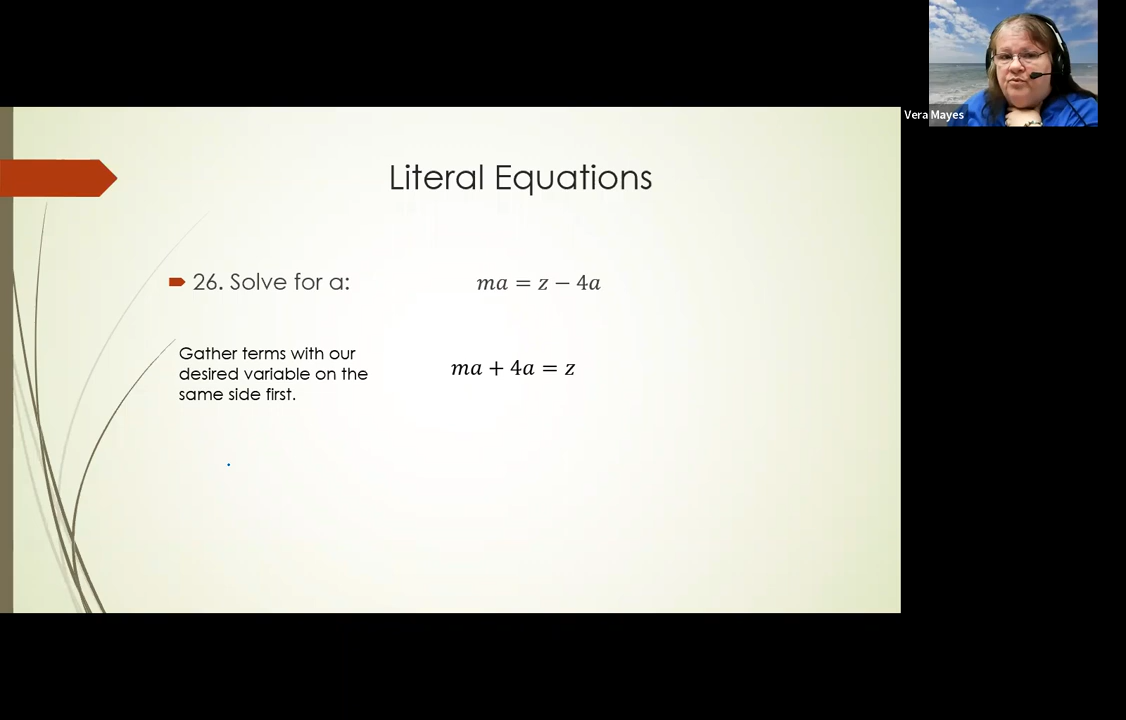 Vera Mayes
Literal Equations
26. Solve for a: 𝑚𝑎 = 𝑧 − 4𝑎
Gather terms with our
desired variable on the
same side first.
𝑚𝑎 + 4𝑎 = 𝑧